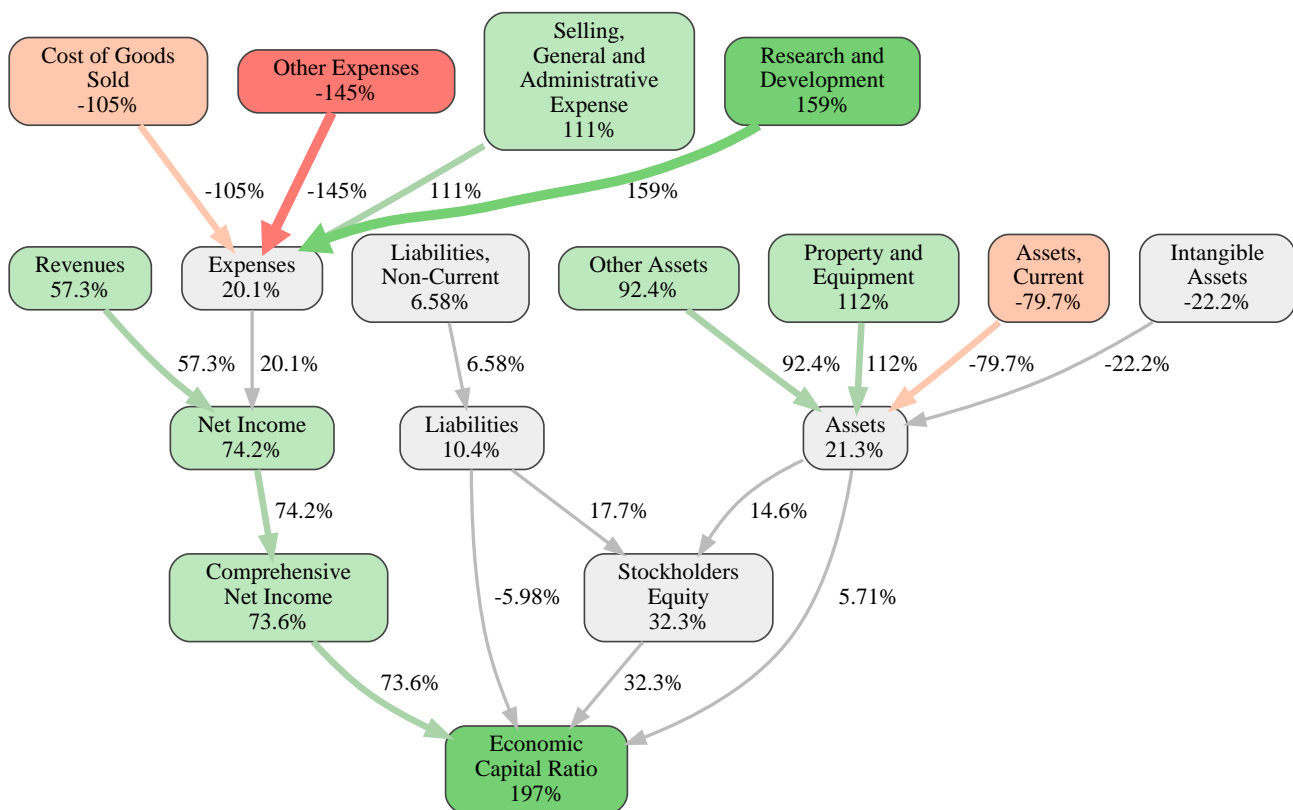 Cost of Goods
Sold
-105%
Other Expenses
-145%
Selling,
General and
Administrative
Expense
111%
Research and
Development
159%
-105%
-145%
111%
159%
Revenues
57.3%
Expenses
20.1%
Liabilities,
Non-Current
6.58%
Other Assets
92.4%
Property and
Equipment
112%
Assets,
Current
-79.7%
Intangible
Assets
-22.2%
57.3%
20.1%
6.58%
92.4%
112%
-79.7%
-22.2%
Net Income
74.2%
Liabilities
10.4%
Assets
21.3%
74.2%
17.7%
14.6%
Comprehensive
Net Income
73.6%
-5.98%
Stockholders
Equity
32.3%
5.71%
73.6%
32.3%
Economic
Capital Ratio
197%